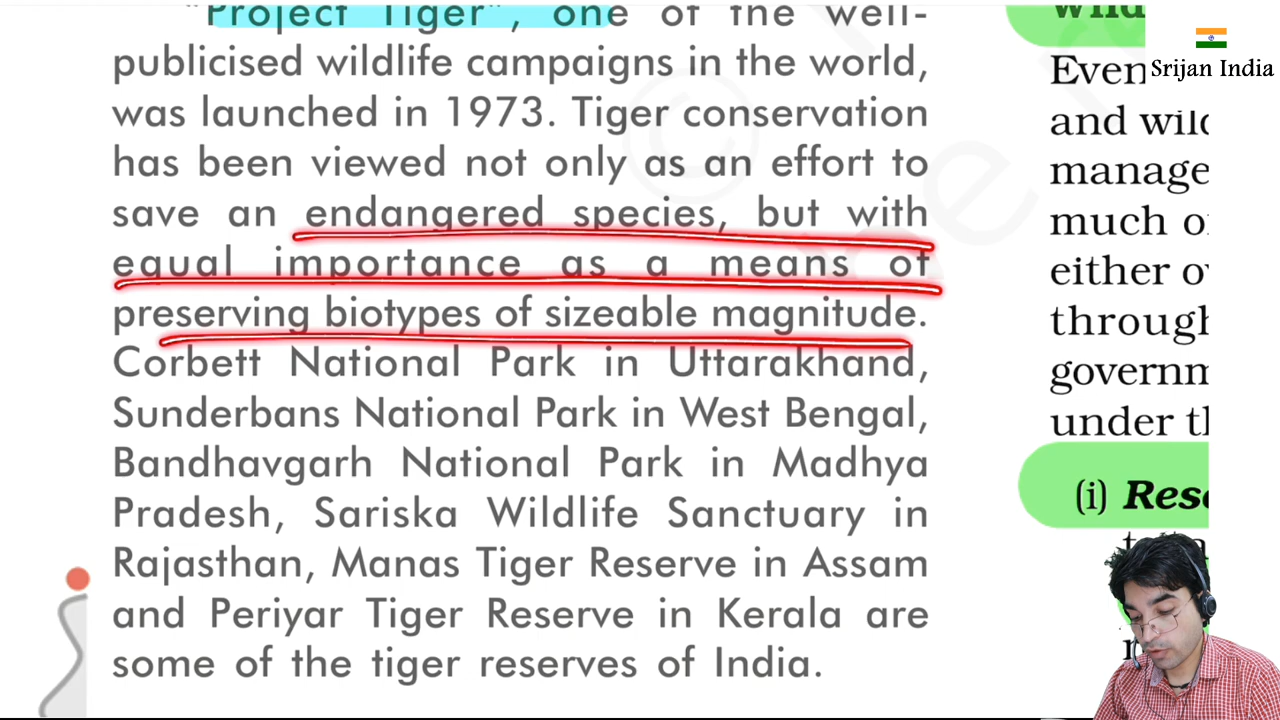 "Project Tiger", one of the well-
publicised wildlife campaigns in the world,
was launched in 1973. Tiger conservation
has been viewed not only as an effort to
save an endangered species, but with
equal importance as a means of
preserving biotypes of sizeable magnitude.
Corbett National Park in Uttarakhand,
Sunderbans National Park in West Bengal,
Bandhavgarh National Park in Madhya
Pradesh, Sariska Wildlife Sanctuary in
Rajasthan, Manas Tiger Reserve in Assam
and Periyar Tiger Reserve in Kerala are
some of the tiger reserves of India.
Srijan India
Even
and
manage
much
either
governm
under
(i)